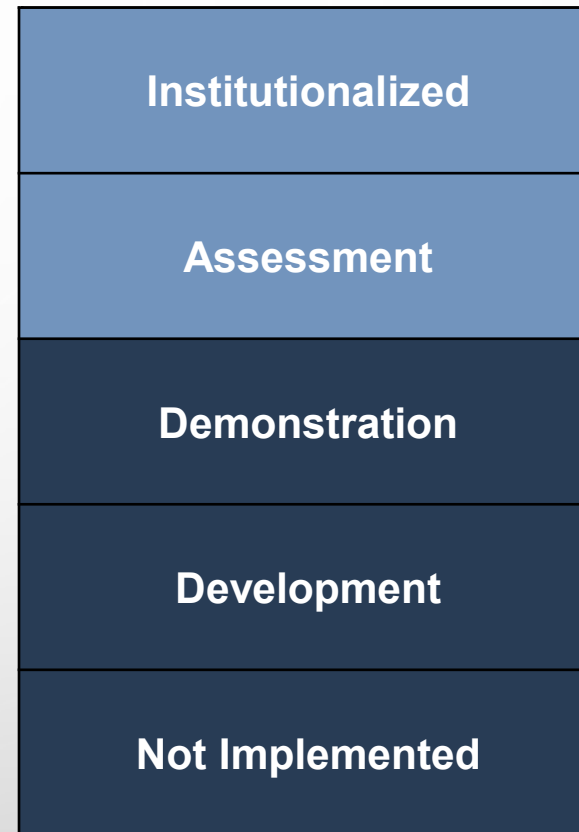 Institutionalized
Assessment
Demonstration
Development
Not Implemented